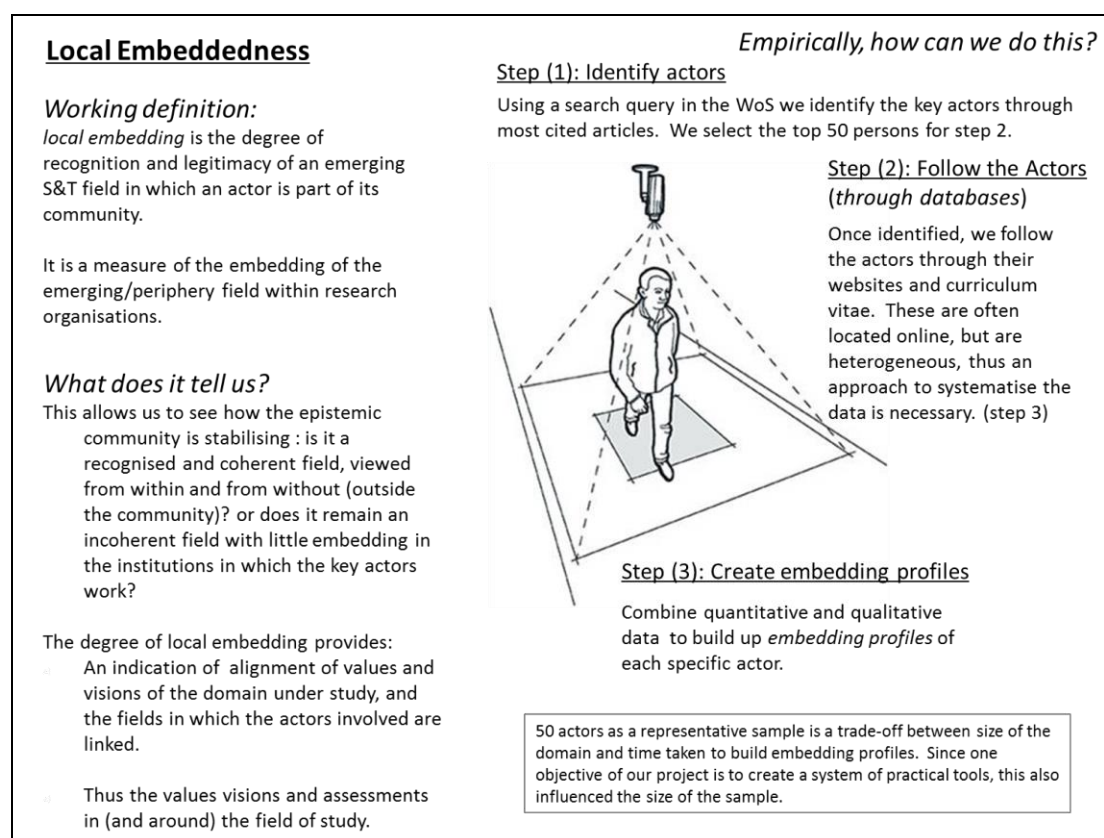 Local Embeddedness
Working definition:
local embedding is the degree of
recognition and legitimacy of an emerging
S&T field in which an actor is part of its
community.
It is a measure of the embedding of the
emerging/periphery field within research
organisations.
What does it tell us?
This allows us to see how the epistemic
community is stabilising : is it a
recognised and coherent field, viewed
from within and from without (outside
the community)? or does it remain an
incoherent field with little embedding in
the institutions in which the key actors
work?
The degree of local embedding provides:
An indication of alignment of values and
visions of the domain under study, and
the fields in which the actors involved are
linked.
Thus the values visions and assessments
in (and around) the field of study.
Empirically, how can we do this?
Step (1): Identify actors
Using a search query in the WoS we identify the key actors through
most cited articles. We select the top 50 persons for step 2.
Step (2): Follow the Actors
(through databases)
Once identified, we follow
the actors through their
websites and curriculum
vitae. These are often
located online, but are
heterogeneous, thus an
approach to systematise the
data is necessary. (step 3)
Step (3): Create embedding profiles
Combine quantitative and qualitative
data to build up embedding profiles of
each specific actor.
50 actors as a representative sample is a trade-off between size of the
domain and time taken to build embedding profiles. Since one
objective of our project is to create a system of practical tools, this also
influenced the size of the sample.